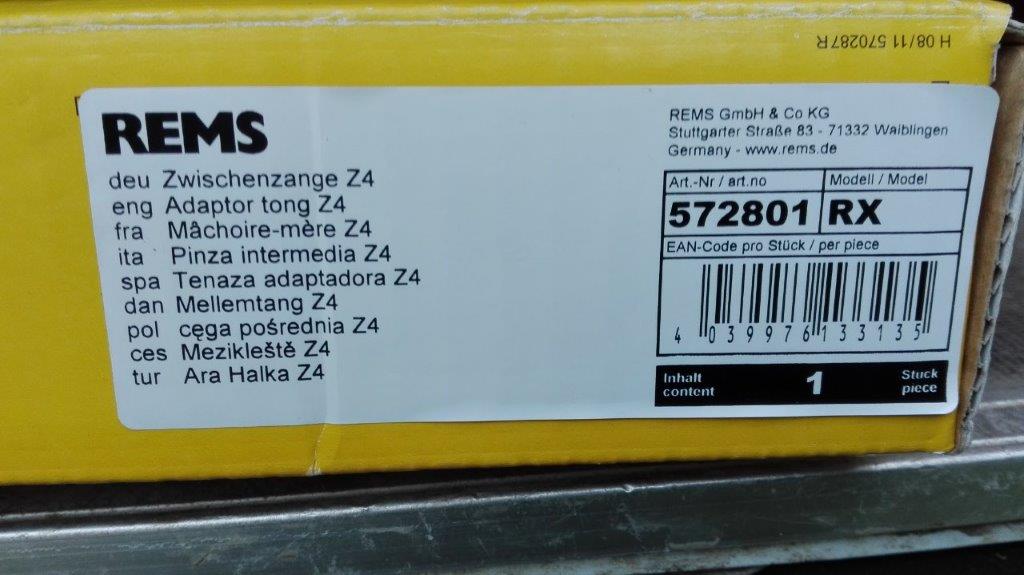 H 08/11 570287R
REMS
deu Zwischenzange Z4
eng Adaptor tong Z4
fra Mâchoire-mère Z4
ita Pinza intermedia Z4
spa Tenaza adaptadora Z4
dan Mellemtang Z4
pol cęga pośrednia Z4
ces Mezikleště Z4
tur Ara Halka Z4
REMS GmbH & Co KG
Stuttgarter Straße 83 - 71332 Waiblingen
Germany - www.rems.de
Art.-Nr / art.no Modell / Model
572801 RX
EAN-Code pro Stück / per piece
4 039976 133135
Inhalt 1 Stuck
content piece